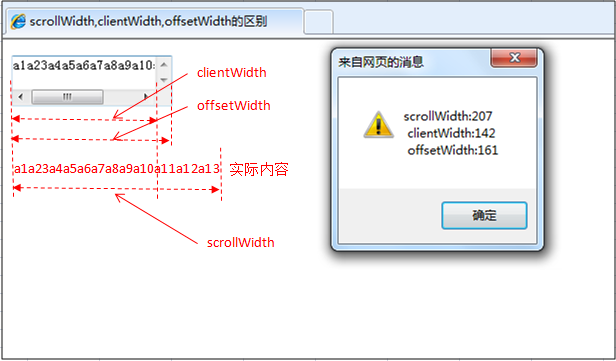 scrollWidth,clientWidth,offsetWidth的区别
a1a23a4a5a6a7a8a9a10
clientWidth
offsetWidth
a1a23a4a5a6a7a8a9a10a11a12a13 实际内容
scrollWidth
来自网页的消息
scrollWidth:207
clientWidth:142
offsetWidth:161
确定